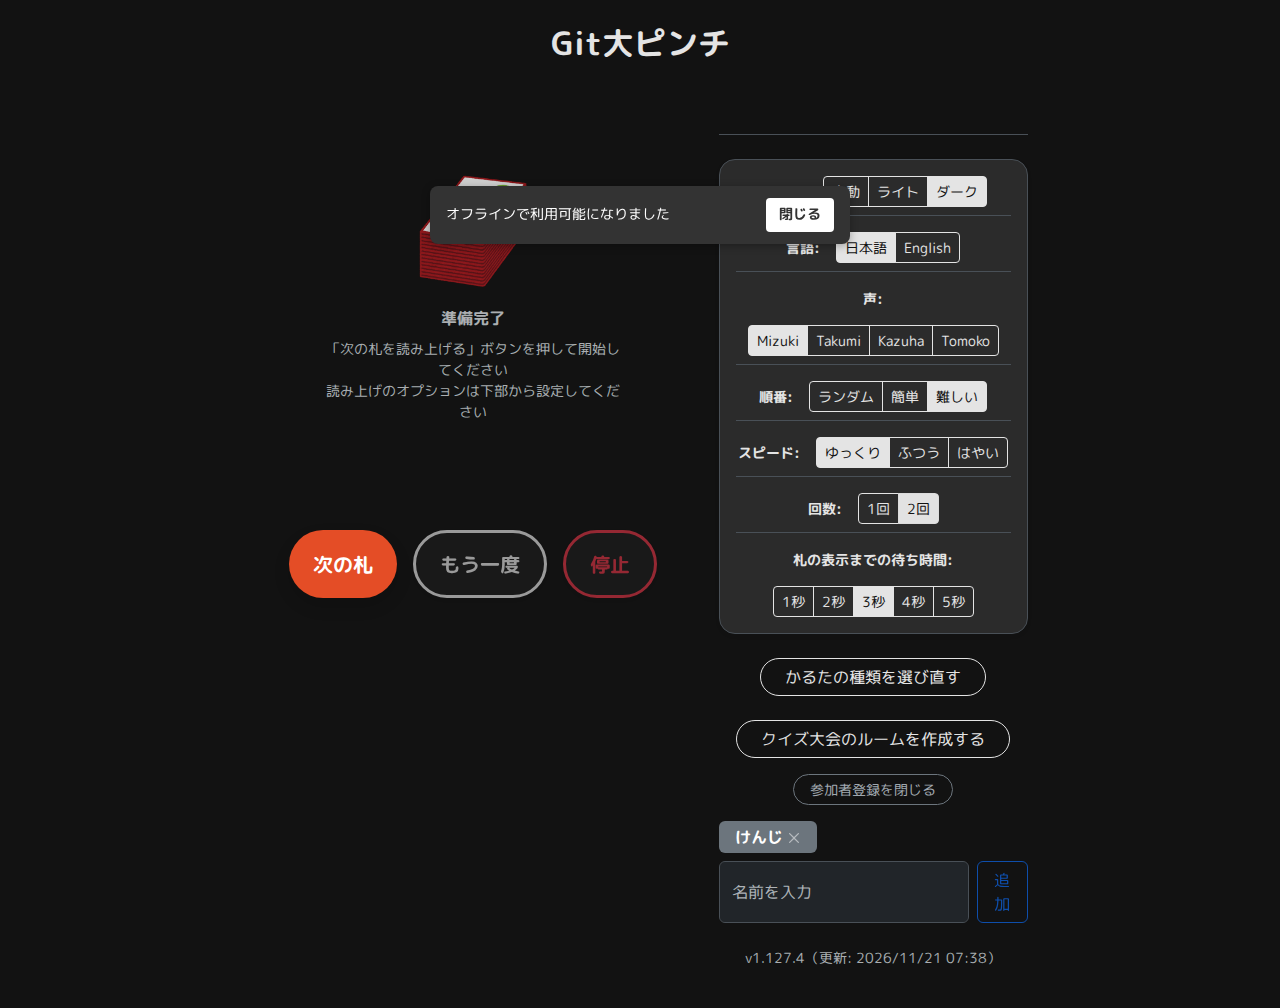 Git大ピンチ
ライト ダーク
オフラインで利用可能になりました 閉じる
言語: 日本語 English
声:
Mizuki Takumi Kazuha Tomoko
順番: ランダム 簡単 難しい
スピード: ゆっくり ふつう はやい
回数: 1回 2回
札の表示までの待ち時間:
1秒 2秒 3秒 4秒 5秒
準備完了
「次の札を読み上げる」ボタンを押して開始し
てください
読み上げのオプションは下部から設定してくだ
さい
次の札 もう一度 停止
かるたの種類を選び直す
クイズ大会のルームを作成する
参加者登録を閉じる
けんじ ×
名前を入力
追
加
v1.127.4（更新: 2026/11/21 07:38）